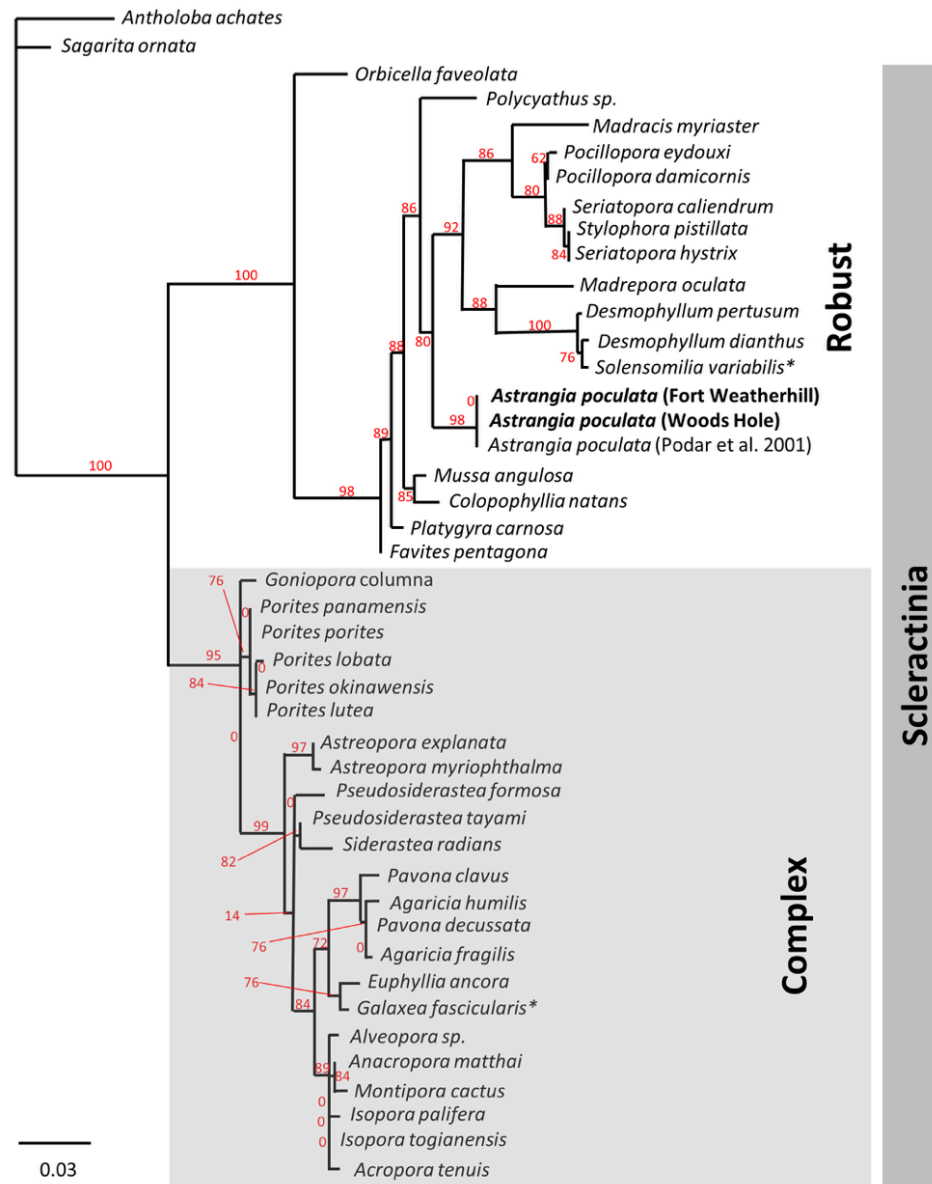 Antholoba achates
Sagarita ornata
Orbicella faveolata
Polycyathus sp.
Madracis myriaster
86
Pocillopora eydouxi
62
Pocillopora damicornis
80
Seriatopora caliendrum
86
88
Stylophora pistillata
92
Seriatopora hystrix
84
100
Madrepora oculata
88
Desmophyllum pertusum
100
Desmophyllum dianthus
80
88
76
Solensomilia variabilis*
Astrangia poculata (Fort Weatherhill)
0
Astrangia poculata (Woods Hole)
98
Astrangia poculata (Podar et al. 2001)
89
100
Mussa angulosa
98
85
Colopophyllia natans
Platygyra carnosa
Favites pentagona
Robust
Scleractinia
76
Goniopora columna
0
Porites panamensis
Porites porites
95
Porites lobata
0
84
Porites okinawensis
Porites lutea
0
97
Astreopora explanata
Astreopora myriophthalma
0
Pseudosiderastea formosa
99
Pseudosiderastea tayami
82
Siderastea radians
97
Pavona clavus
Agaricia humilis
14
Pavona decussata
76
72
0
Agaricia fragilis
76
Euphyllia ancora
84
Galaxea fascicularis*
Complex
Alveopora sp.
89
84
Anacropora matthai
Montipora cactus
0
Isopora palifera
0
Isopora togianensis
0
Acropora tenuis
0.03